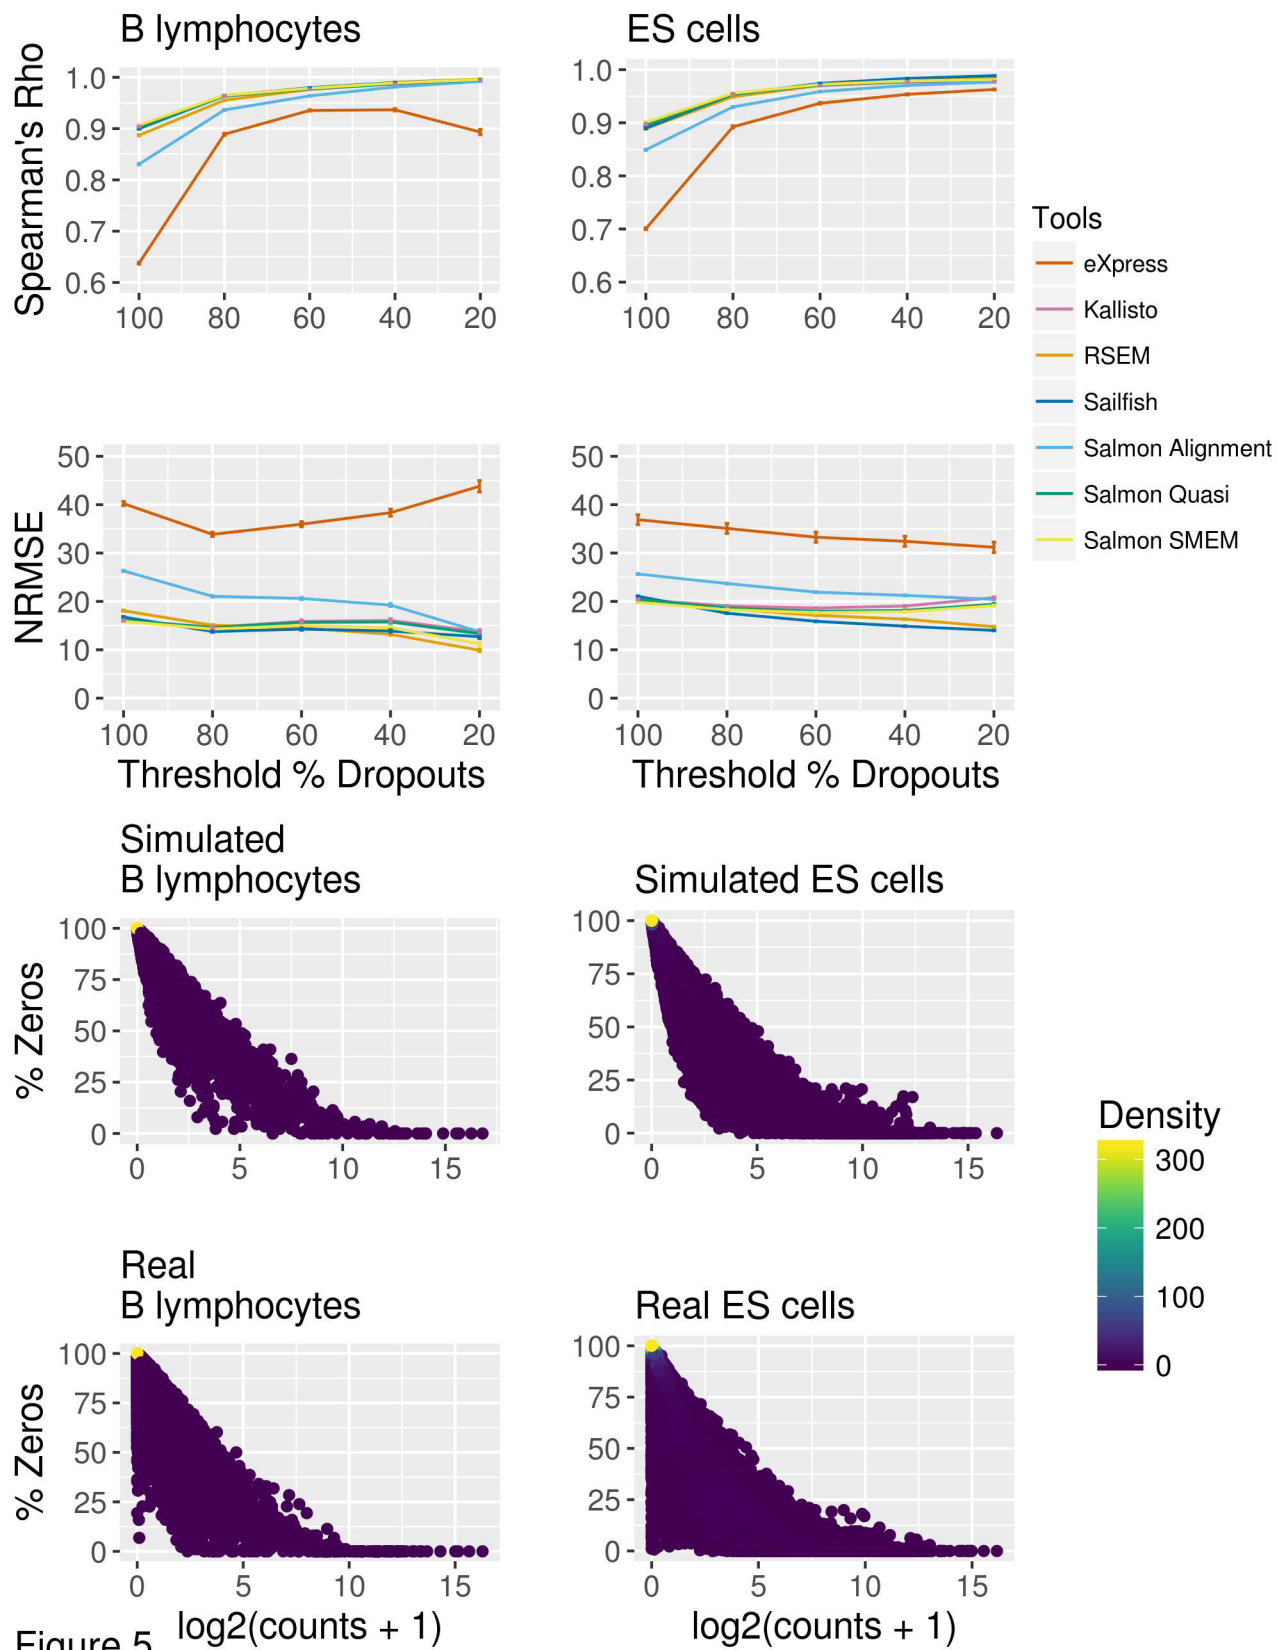 B lymphocytes
ES cells
Spearman's Rho
1.0
0.9
0.8
0.7
0.6
100 80 60 40 20
1.0
0.9
0.8
0.7
0.6
100 80 60 40 20
Tools
eXpress
Kallisto
RSEM
Sailfish
Salmon Alignment
Salmon Quasi
Salmon SMEM
NRMSE
50
40
30
20
10
0
100 80 60 40 20
Threshold % Dropouts
50
40
30
20
10
0
100 80 60 40 20
Threshold % Dropouts
Simulated
B lymphocytes
% Zeros
100
75
50
25
0
0 5 10 15
Simulated ES cells
100
75
50
25
0
0 5 10 15
Density
300
200
100
0
Real
B lymphocytes
% Zeros
100
75
50
25
0
0 5 10 15
log2(counts + 1)
Real ES cells
100
75
50
25
0
0 5 10 15
log2(counts + 1)
Figure 5